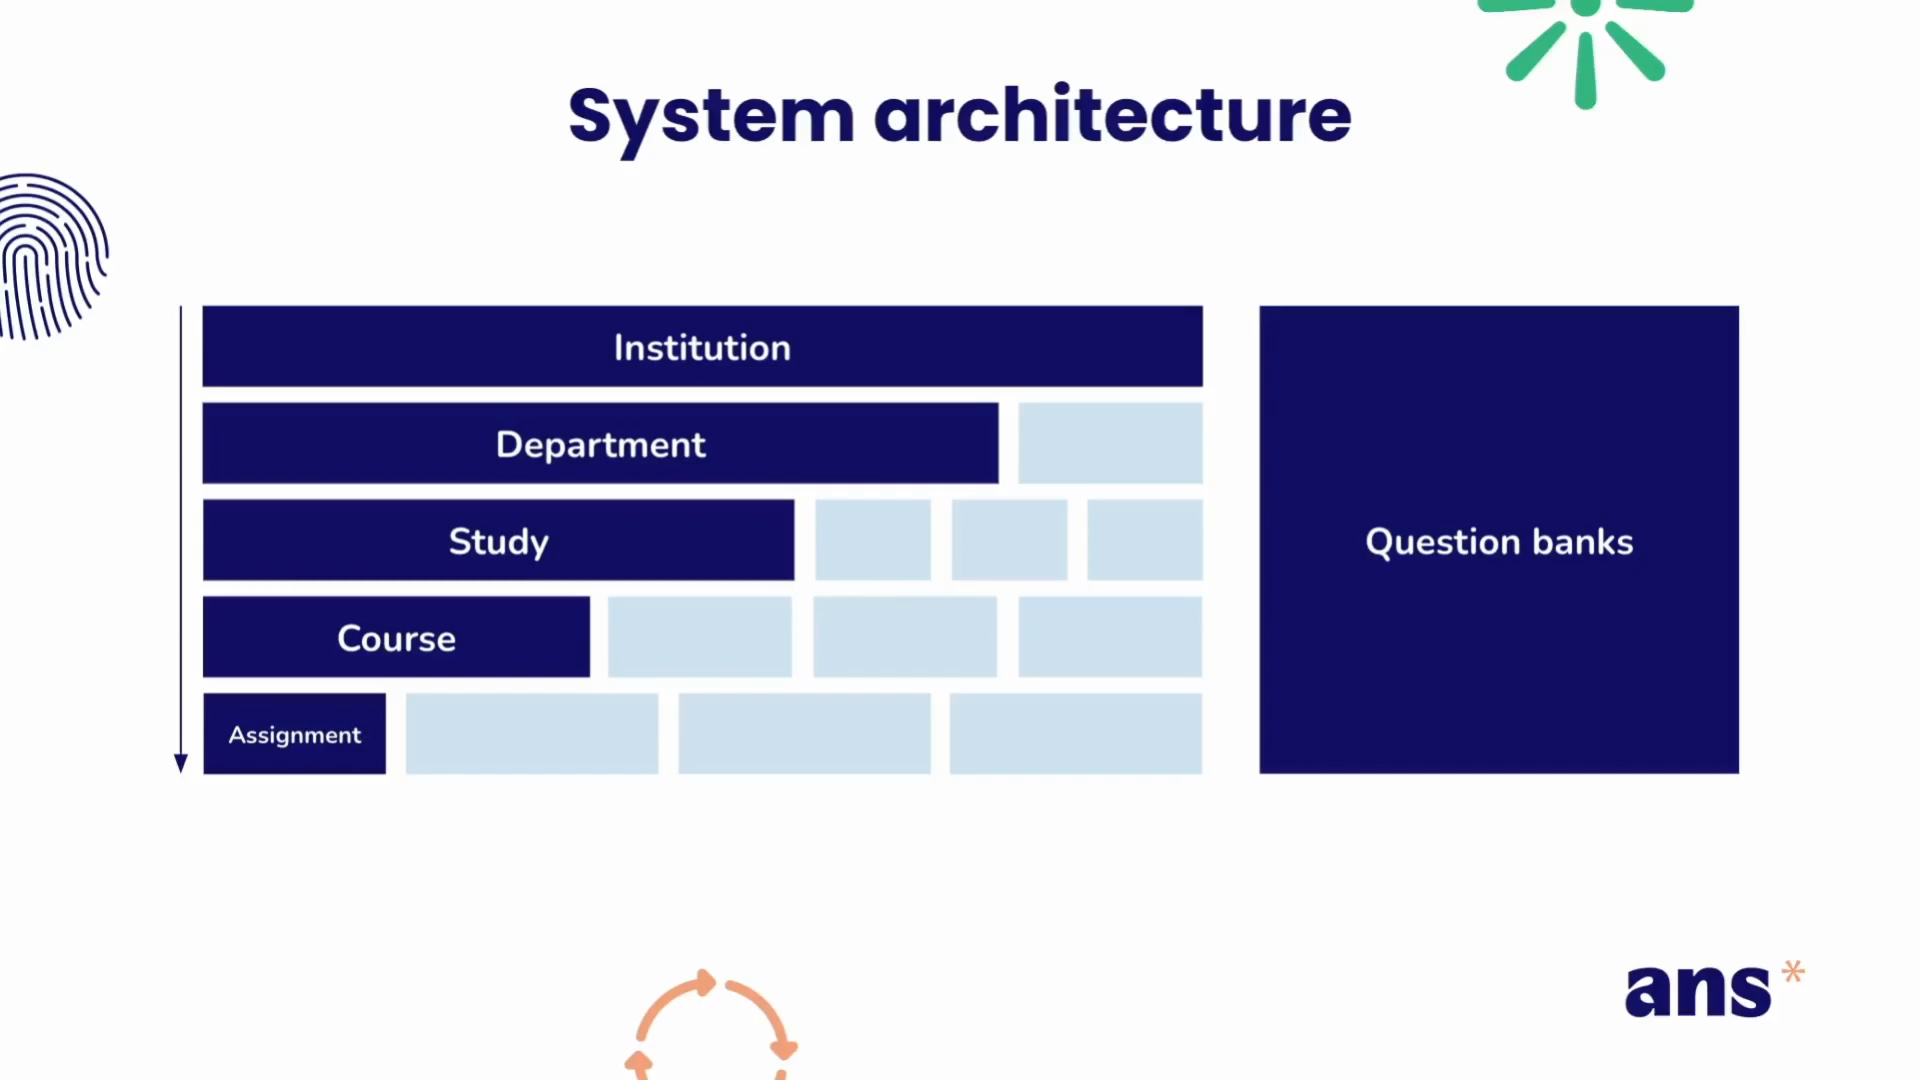 System architecture
Institution
Department
Study
Course
Assignment
Question banks
ans*